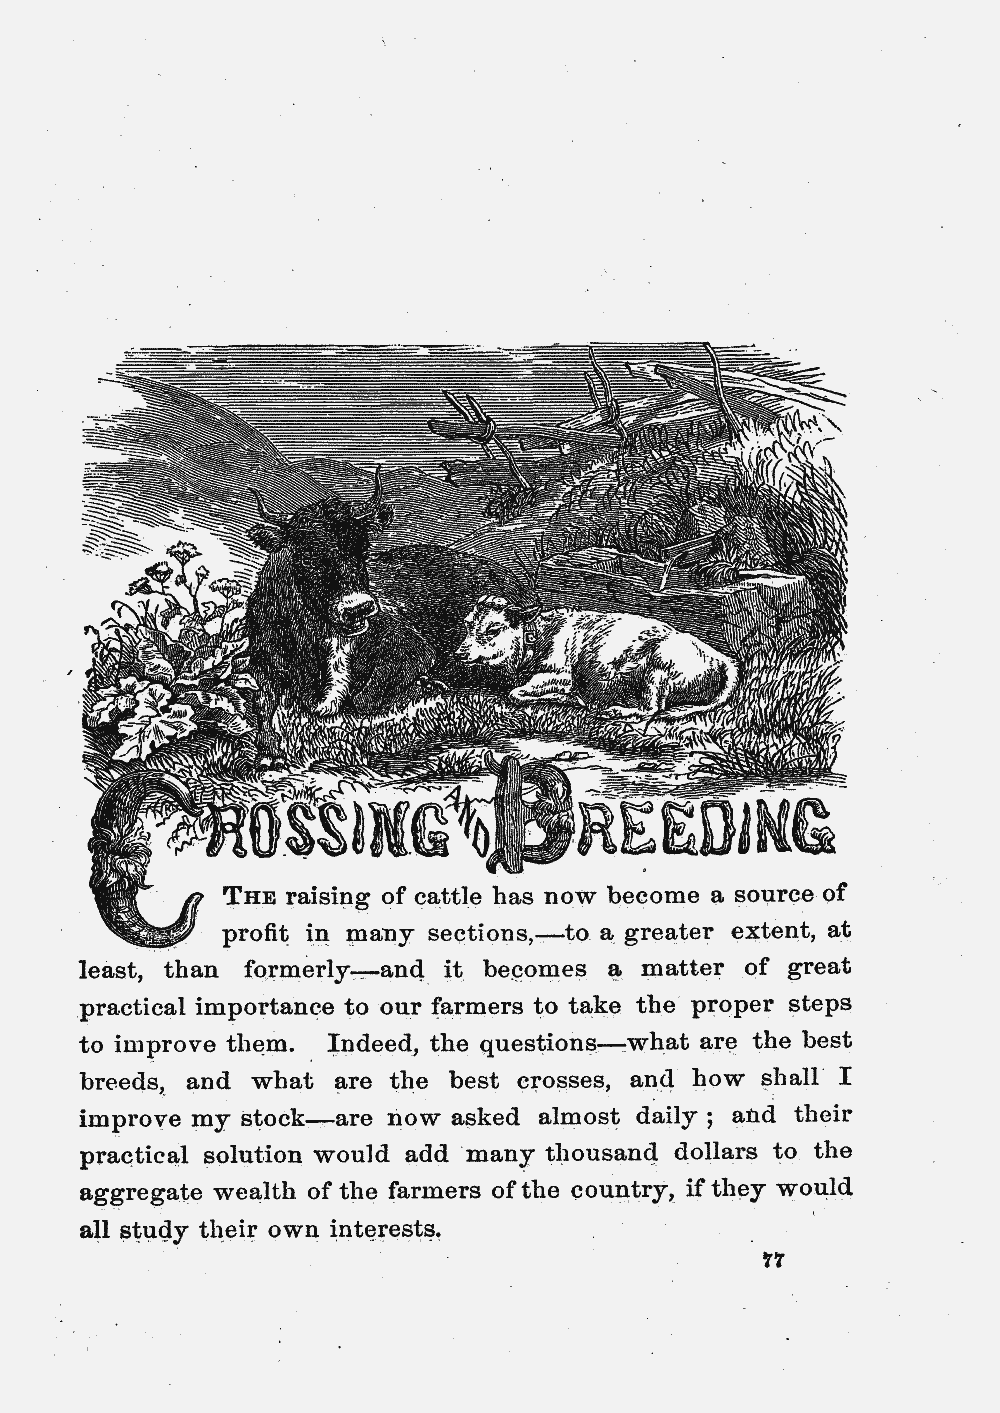 CROSSING AND BREEDING
THE raising of cattle has now become a source of
profit in many sections,—to a greater extent, at
least, than formerly—and it becomes a matter of great
practical importance to our farmers to take the proper steps
to improve them. Indeed, the questions—what are the best
breeds, and what are the best crosses, and how shall I
improve my stock—are now asked almost daily; and their
practical solution would add many thousand dollars to the
aggregate wealth of the farmers of the country, if they would
all study their own interests.
77